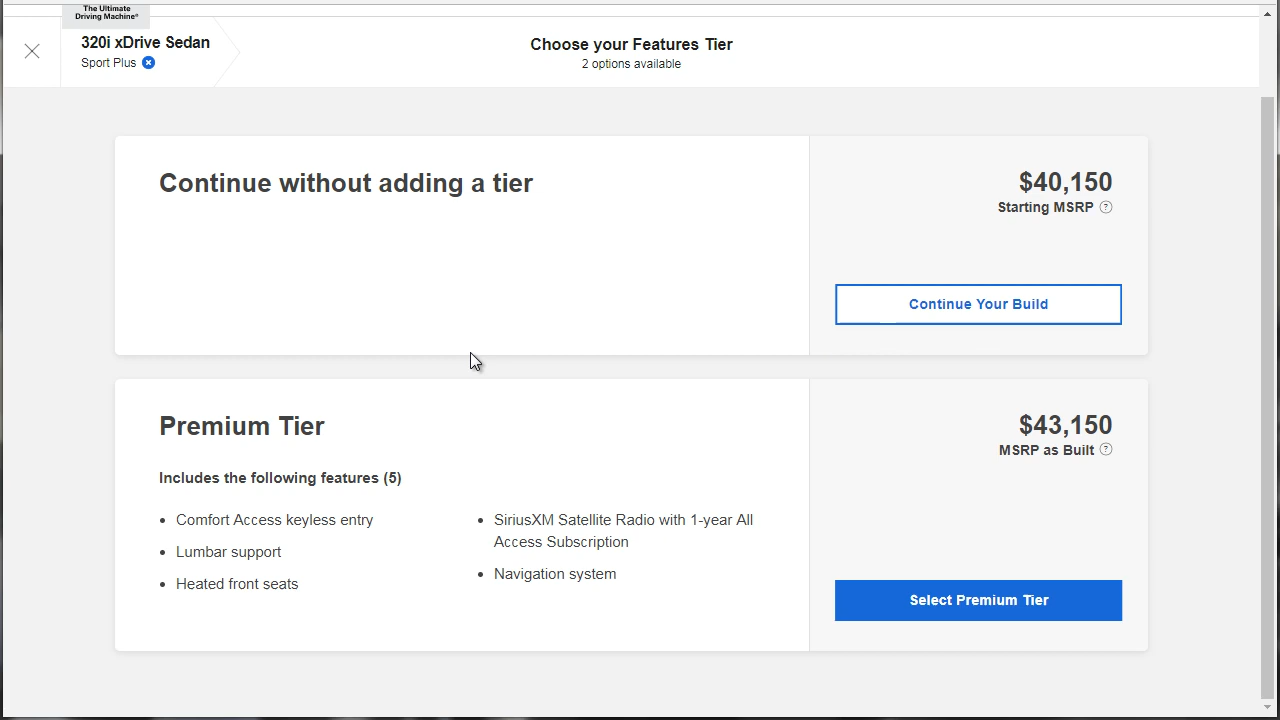 The Ultimate
Driving Machine®
320i xDrive Sedan
Sport Plus
Choose your Features Tier
2 options available
Continue without adding a tier
$40,150
Starting MSRP ?
Continue Your Build
Premium Tier
$43,150
MSRP as Built ?
Includes the following features (5)
• Comfort Access keyless entry
• Lumbar support
• Heated front seats
• SiriusXM Satellite Radio with 1-year All
Access Subscription
• Navigation system
Select Premium Tier